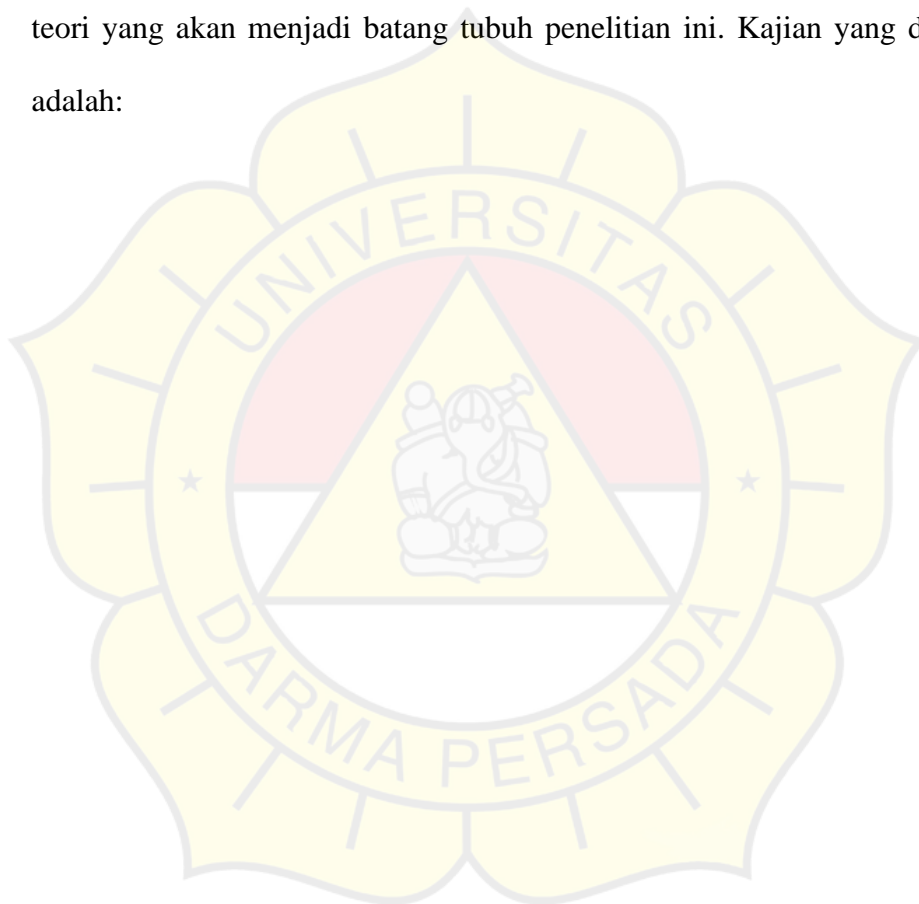 teori yang akan menjadi batang tubuh penelitian ini. Kajian yang
adalah:
UNIVERSITAS
DARMA PERSADA